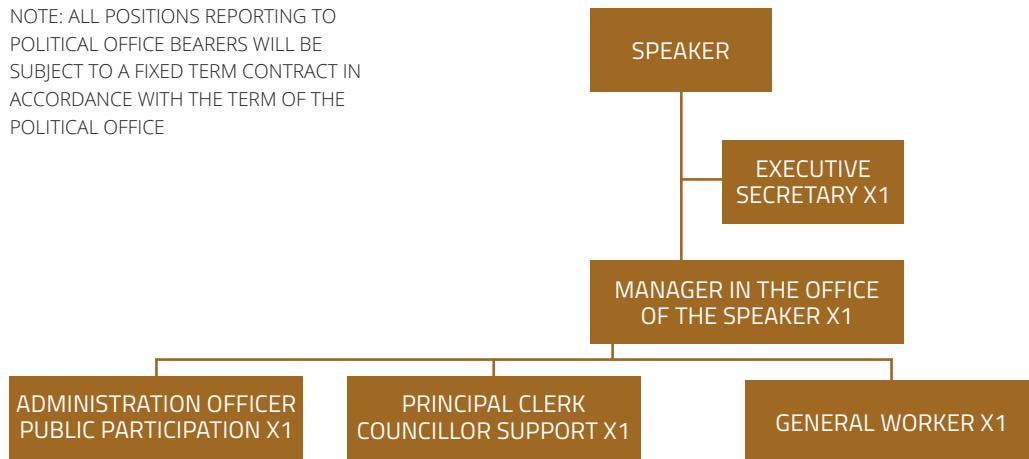 NOTE: ALL POSITIONS REPORTING TO
POLITICAL OFFICE BEARERS WILL BE
SUBJECT TO A FIXED TERM CONTRACT IN
ACCORDANCE WITH THE TERM OF THE
POLITICAL OFFICE
SPEAKER
EXECUTIVE
SECRETARY X1
MANAGER IN THE OFFICE
OF THE SPEAKER X1
ADMINISTRATION OFFICER
PUBLIC PARTICIPATION X1
PRINCIPAL CLERK
COUNCILLOR SUPPORT X1
GENERAL WORKER X1